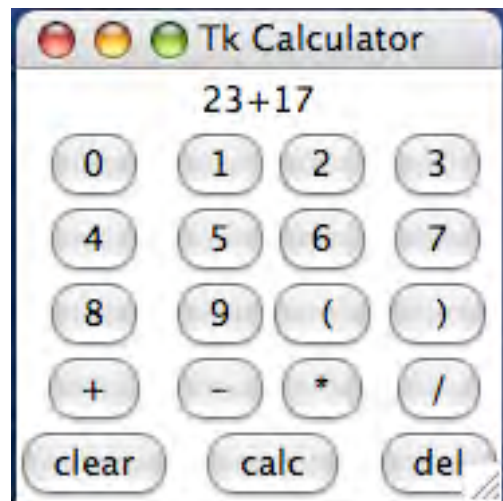 Tk Calculator
23+17
0 1 2 3
4 5 6 7
8 9 ( )
+ - * /
clear calc del